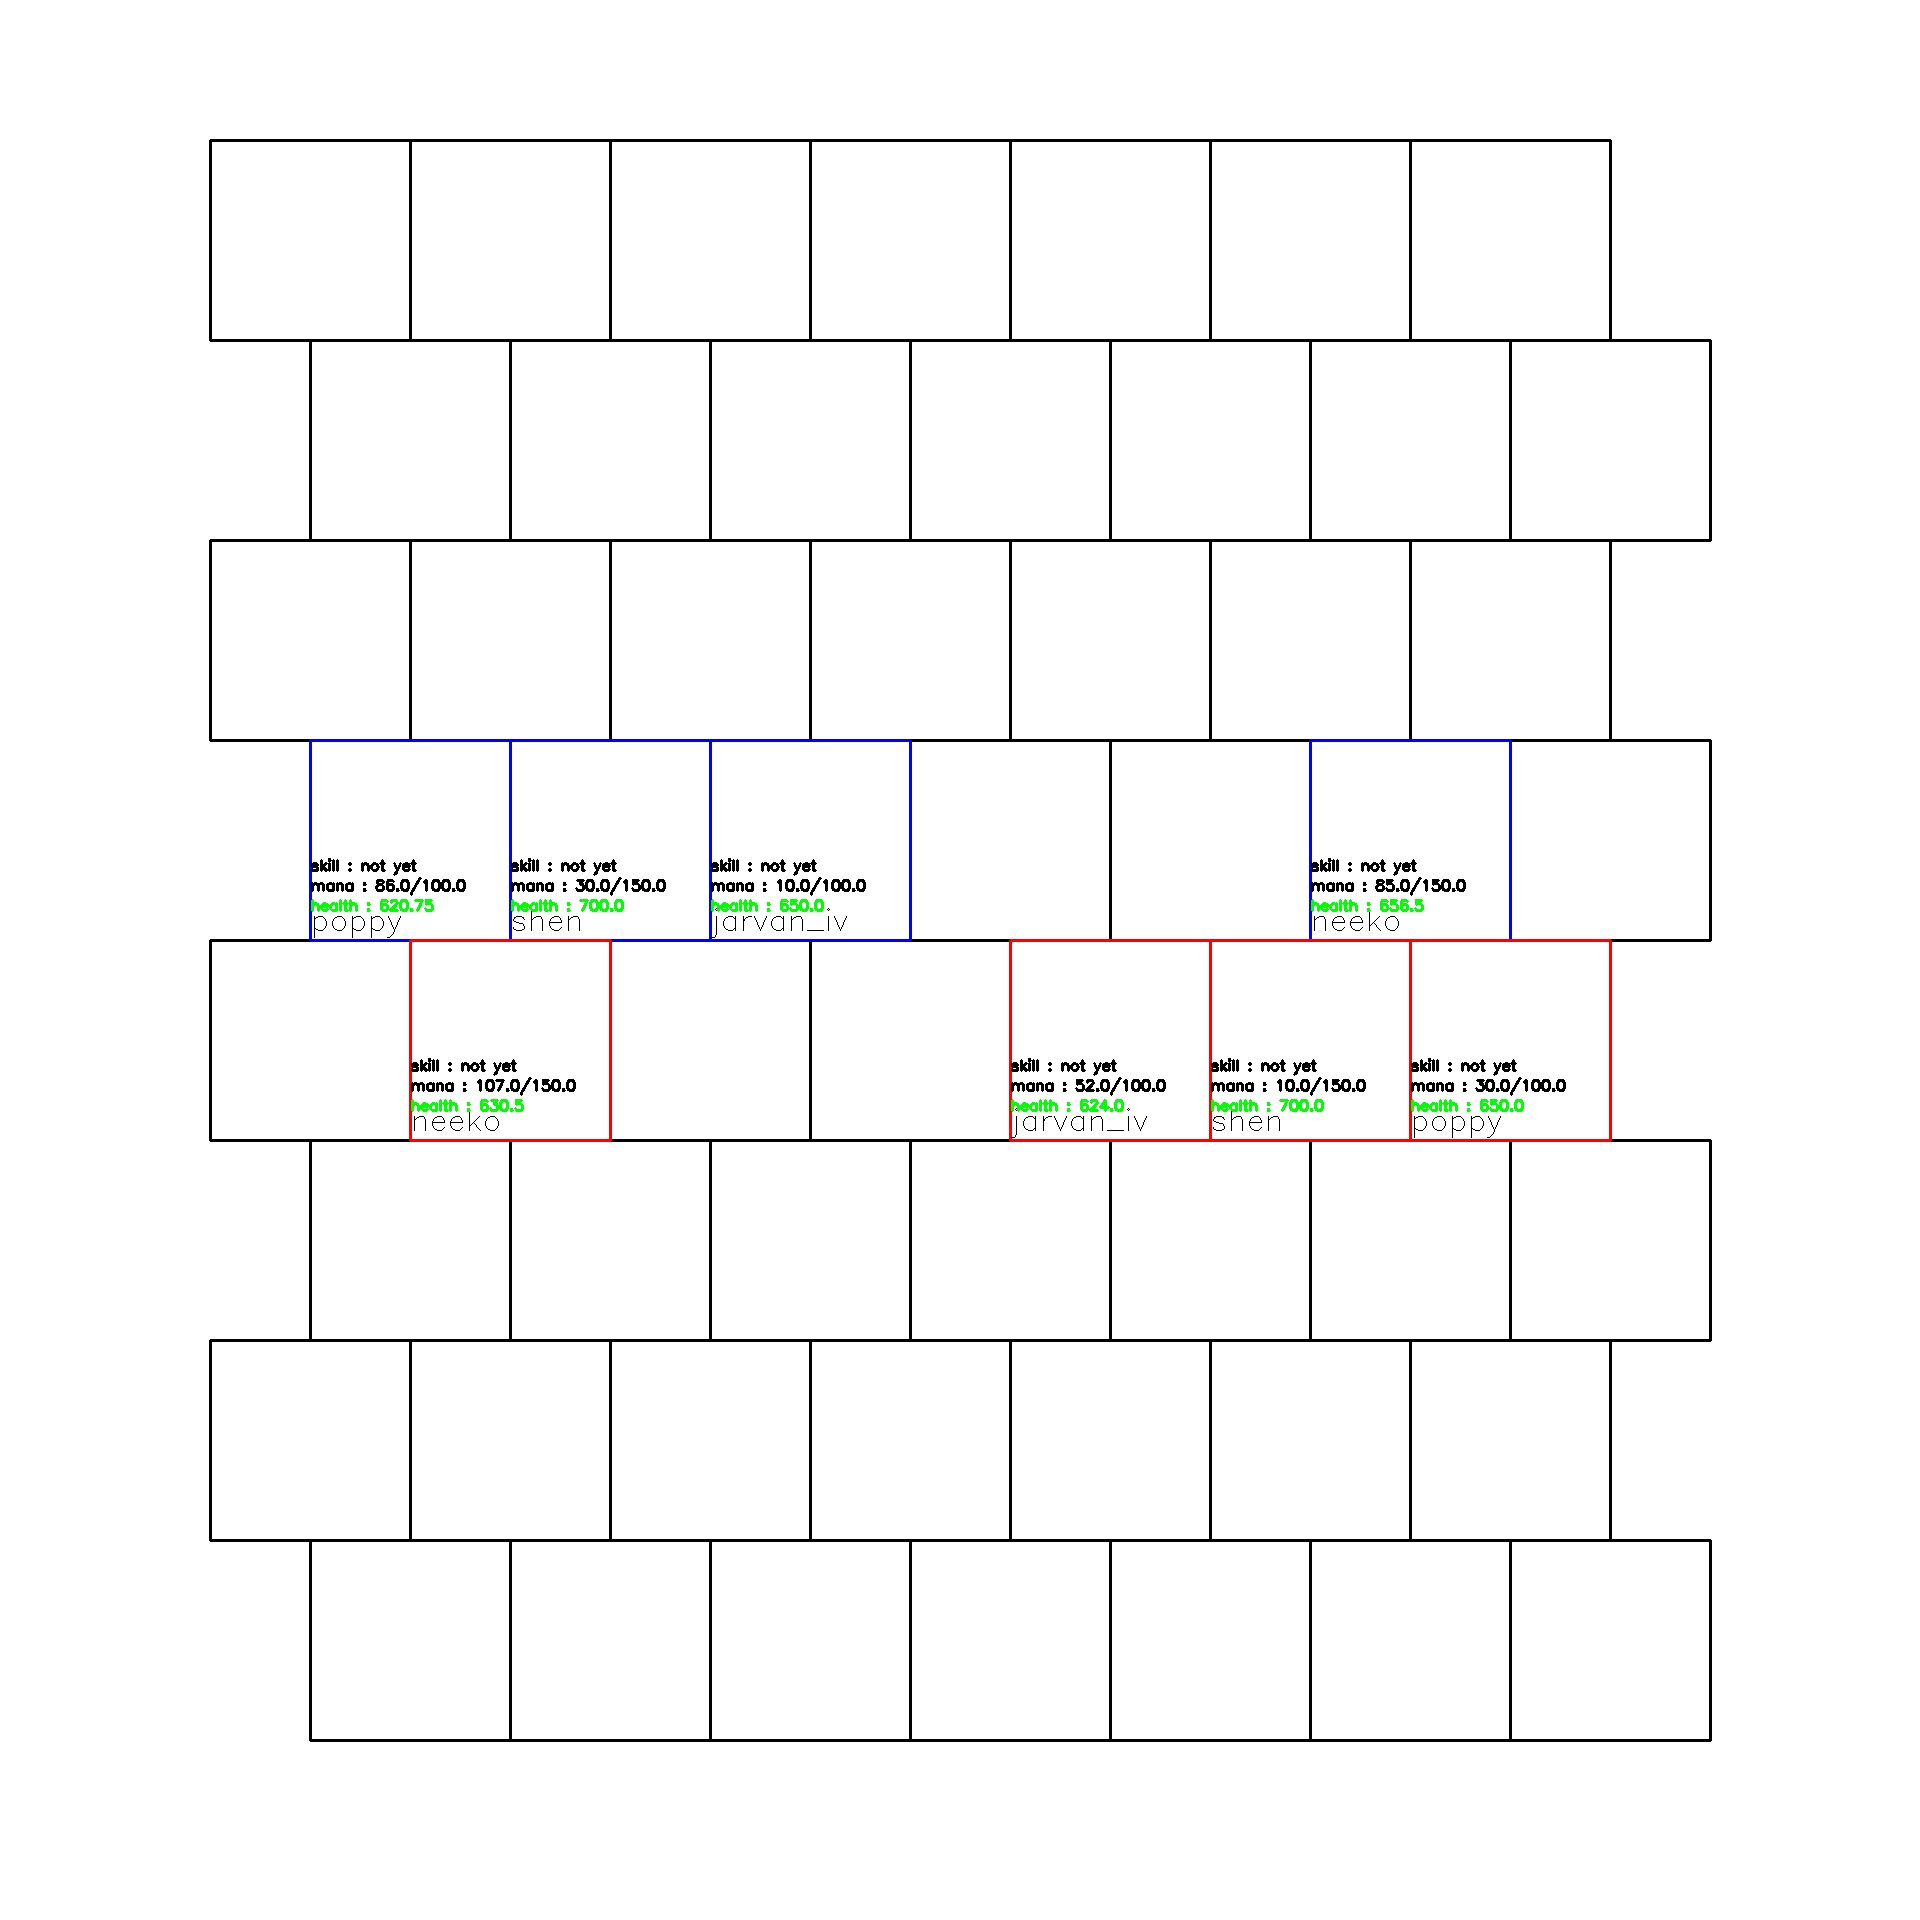 skill : not yet
mana : 86.0/100.0
health : 620.75
poppy
skill : not yet
mana : 30.0/150.0
health : 700.0
shen
skill : not yet
mana : 10.0/100.0
health : 650.0
jarvan_iv
skill : not yet
mana : 85.0/150.0
health : 656.5
neeko
skill : not yet
mana : 107.0/150.0
health : 630.5
neeko
skill : not yet
mana : 52.0/100.0
health : 624.0
jarvan_iv
skill : not yet
mana : 10.0/150.0
health : 700.0
shen
skill : not yet
mana : 30.0/100.0
health : 650.0
poppy